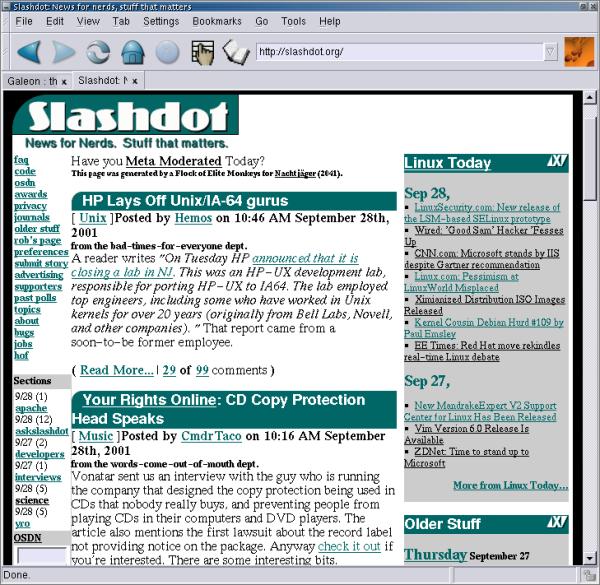 Slashdot: News for nerds, stuff that matters
File Edit View Tab Settings Bookmarks Go Tools Help
http://slashdot.org/
Galeon : th x Slashdot: N x
Slashdot
News for Nerds. Stuff that matters.
faq
code
osdn
awards
privacy
journals
older stuff
rob's page
preferences
submit story
advertising
supporters
past polls
topics
about
bugs
jobs
hof
Sections
9/28 (1)
apache
9/28 (12)
askslashdot
9/27 (2)
developers
9/27 (1)
interviews
9/28 (5)
science
9/28 (5)
yro
OSDN
Have you Meta Moderated Today?
This page was generated by a Flock of Elite Monkeys for Nachtjäger (2041).
HP Lays Off Unix/IA-64 gurus
[ Unix ]Posted by Hemos on 10:46 AM September 28th,
2001
from the bad-times-for-everyone dept.
A reader writes "On Tuesday HP announced that it is
closing a lab in NJ. This was an HP-UX development lab,
responsible for porting HP-UX to IA64. The lab employed
top engineers, including some who have worked in Unix
kernels for over 20 years (originally from Bell Labs, Novell,
and other companies). " That report came from a
soon-to-be former employee.
( Read More... | 29 of 99 comments )
Your Rights Online: CD Copy Protection
Head Speaks
[ Music ]Posted by CmdrTaco on 10:16 AM September
28th, 2001
from the words-come-out-of-mouth dept.
Vonatar sent us an interview with the guy who is running
the company that designed the copy protection being used in
CDs that nobody really buys, and preventing people from
playing CDs in their computers and DVD players. The
article also mentions the first lawsuit about the record label
not providing notice on the package. Anyway check it out if
you're interested. There are some interesting bits.
Linux Today
Sep 28,
LinuxSecurity.com: New release of
the LSM-based SELinux prototype
Wired: 'Good Sam' Hacker 'Fesses
Up
CNN.com: Microsoft stands by IIS
despite Gartner recommendation
Linux.com: Pessimism at
LinuxWorld Misplaced
Ximianized Distribution ISO Images
Released
Kernel Cousin Debian Hurd #109 by
Paul Emsley
EE Times: Red Hat move rekindles
real-time Linux debate
Sep 27,
New MandrakeExpert V2 Support
Center for Linux Has Been Released
Vim Version 6.0 Release Is
Available
ZDNet: Time to stand up to
Microsoft
More from Linux Today...
Older Stuff
Thursday September 27
Done.